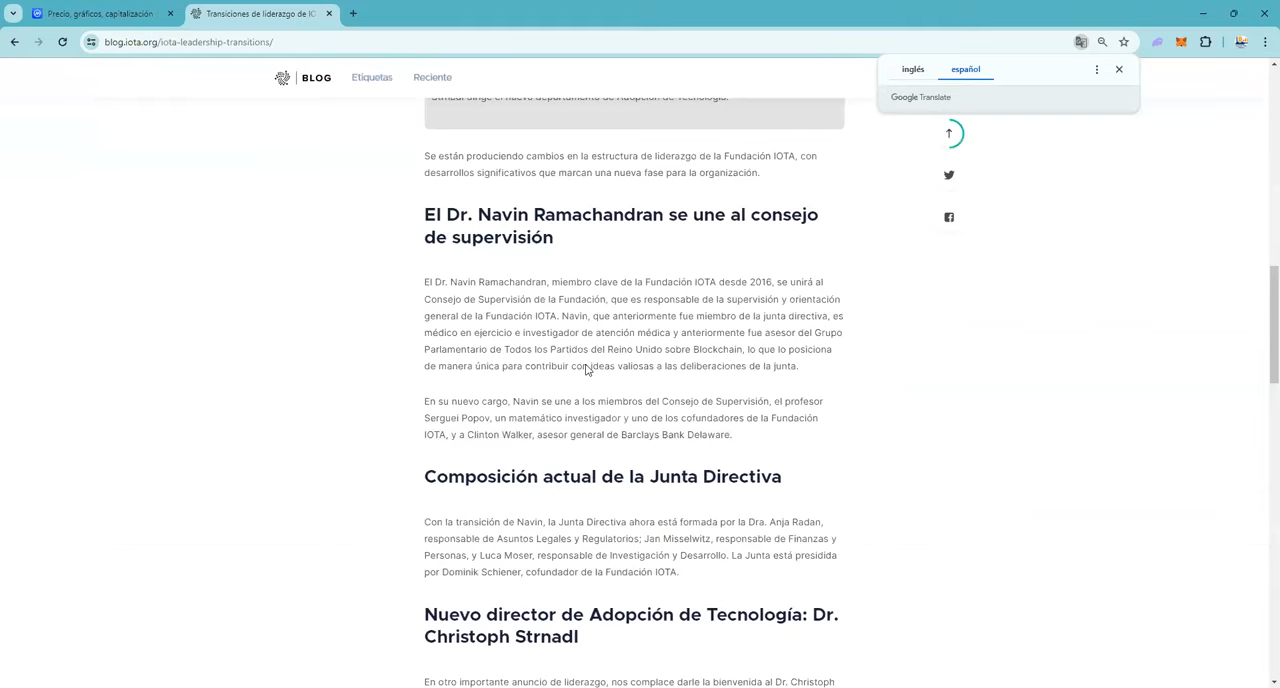 Precio, gráficos, capitalización
Transiciones de liderazgo de IO
blog.iota.org/iota-leadership-transitions/
inglés
español
Google Translate
BLOG
Etiquetas
Reciente
Strnadl dirige el nuevo departamento de Adopción de Tecnología.
Se están produciendo cambios en la estructura de liderazgo de la Fundación IOTA, con
desarrollos significativos que marcan una nueva fase para la organización.
El Dr. Navin Ramachandran se une al consejo
de supervisión
El Dr. Navin Ramachandran, miembro clave de la Fundación IOTA desde 2016, se unirá al
Consejo de Supervisión de la Fundación, que es responsable de la supervisión y orientación
general de la Fundación IOTA. Navin, que anteriormente fue miembro de la junta directiva, es
médico en ejercicio e investigador de atención médica y anteriormente fue asesor del Grupo
Parlamentario de Todos los Partidos del Reino Unido sobre Blockchain, lo que lo posiciona
de manera única para contribuir con ideas valiosas a las deliberaciones de la junta.
En su nuevo cargo, Navin se une a los miembros del Consejo de Supervisión, el profesor
Serguei Popov, un matemático investigador y uno de los cofundadores de la Fundación
IOTA, y a Clinton Walker, asesor general de Barclays Bank Delaware.
Composición actual de la Junta Directiva
Con la transición de Navin, la Junta Directiva ahora está formada por la Dra. Anja Radan,
responsable de Asuntos Legales y Regulatorios; Jan Misselwitz, responsable de Finanzas y
Personas, y Luca Moser, responsable de Investigación y Desarrollo. La Junta está presidida
por Dominik Schiener, cofundador de la Fundación IOTA.
Nuevo director de Adopción de Tecnología: Dr.
Christoph Strnadl
En otro importante anuncio de liderazgo, nos complace darle la bienvenida al Dr. Christoph